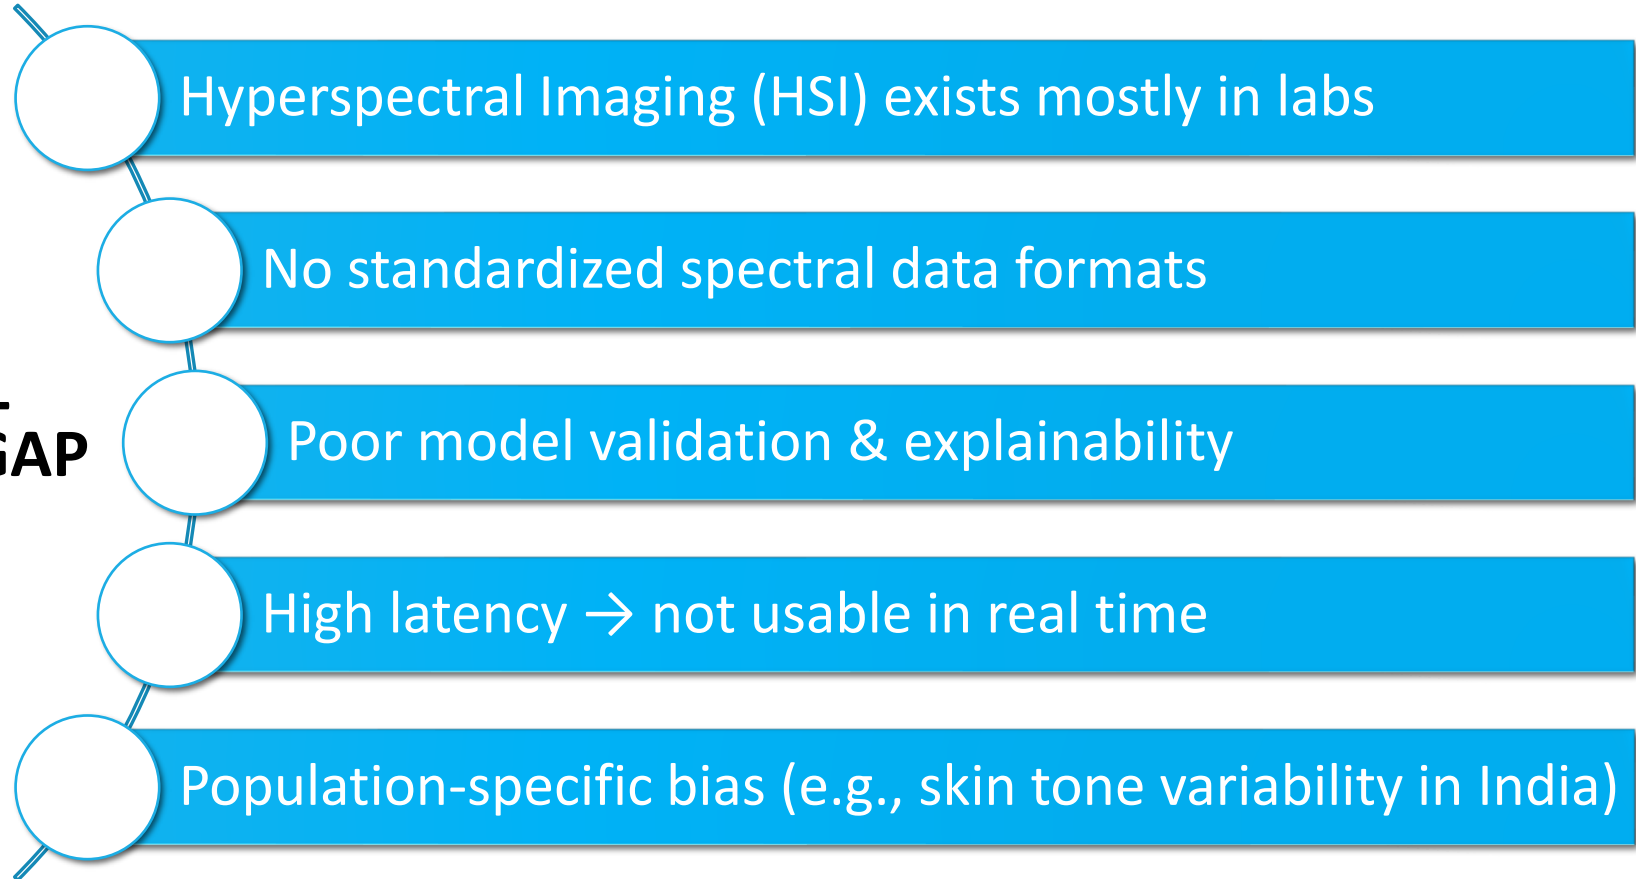 Hyperspectral Imaging (HSI) exists mostly in labs
No standardized spectral data formats
GAP
Poor model validation & explainability
High latency → not usable in real time
Population-specific bias (e.g., skin tone variability in India)